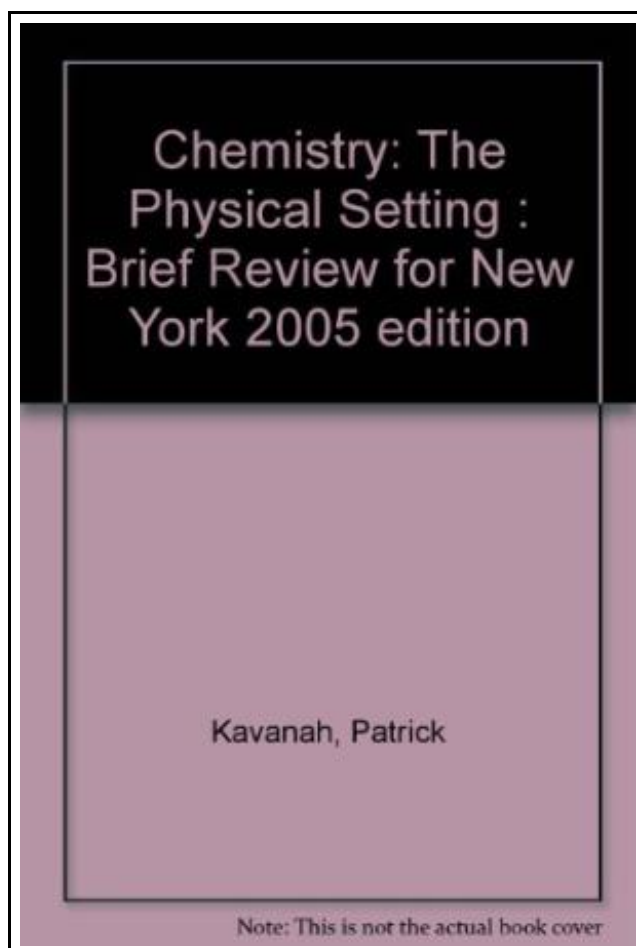 Chemistry: The
Physical Setting :
Brief Review for New
York 2005 edition
Kavanah, Patrick
Note: This is not the actual book cover